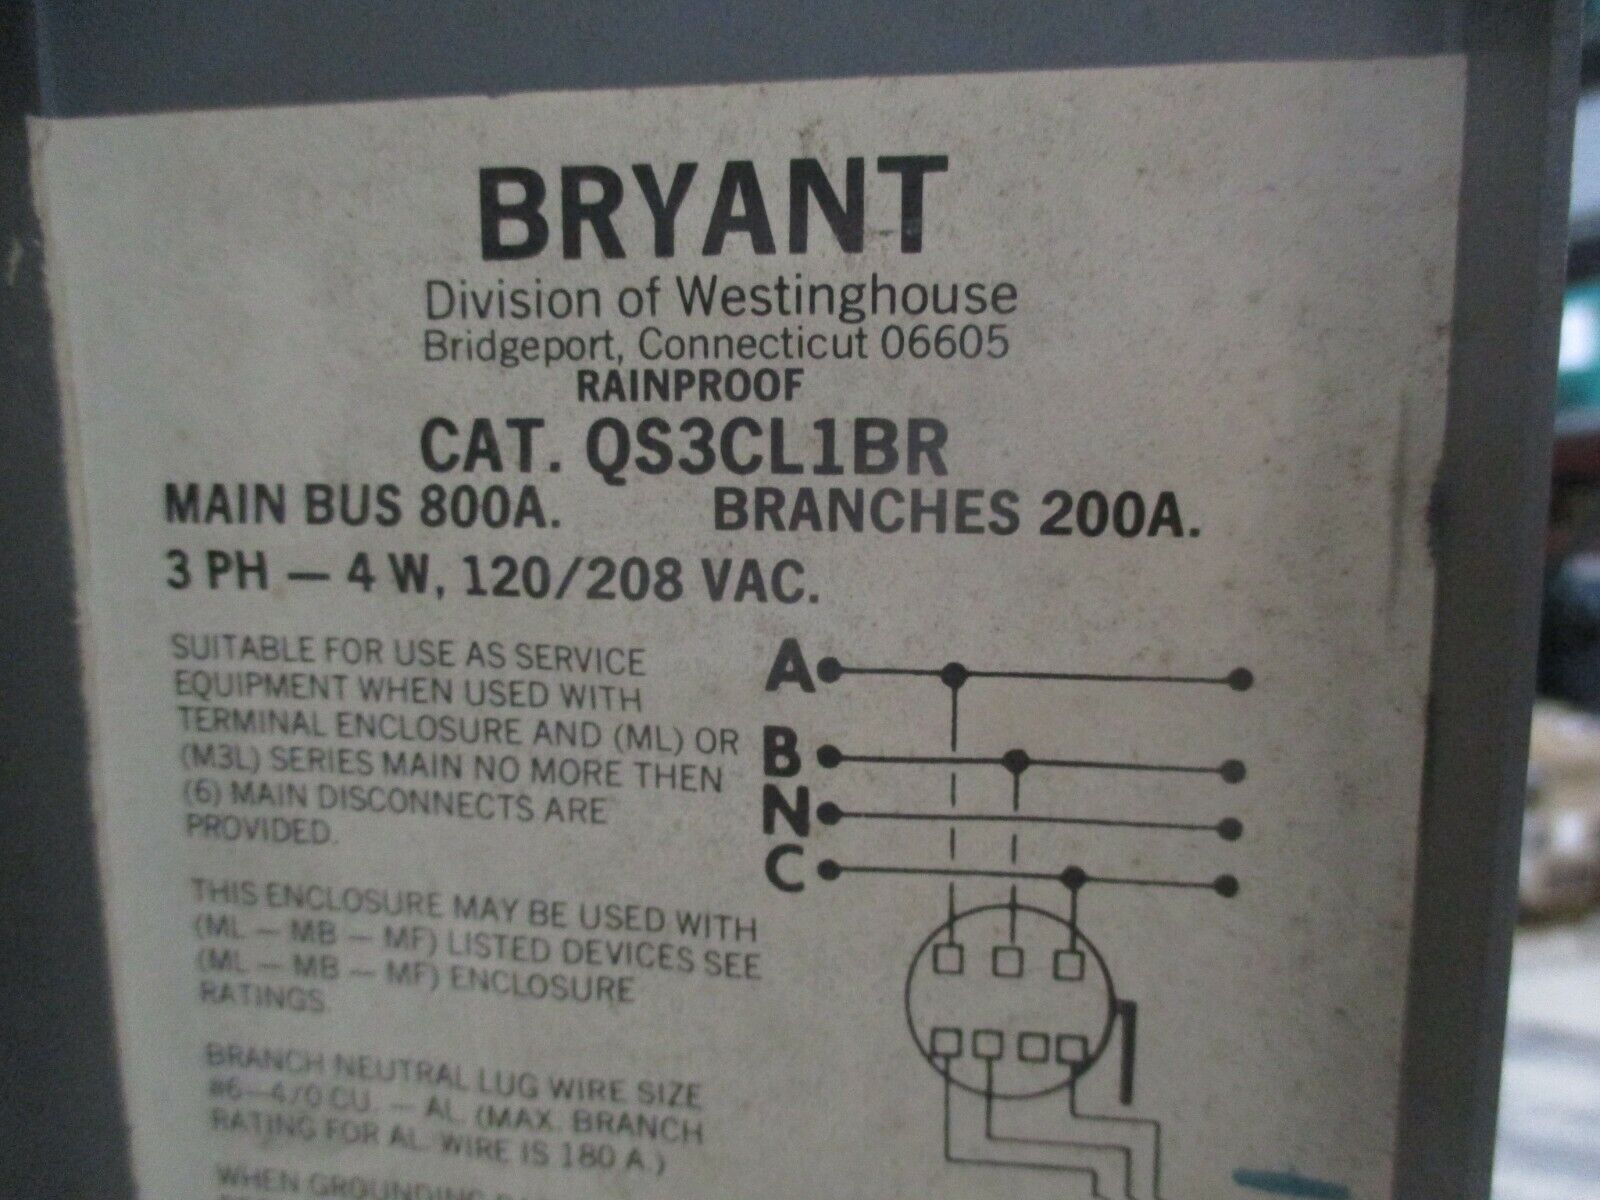 BRYANT
Division of Westinghouse
Bridgeport, Connecticut 06605
RAINPROOF
CAT. QS3CL1BR
MAIN BUS 800A. BRANCHES 200A.
3 PH — 4 W, 120/208 VAC.
SUITABLE FOR USE AS SERVICE
EQUIPMENT WHEN USED WITH
TERMINAL ENCLOSURE AND (ML) OR
(M3L) SERIES MAIN NO MORE THEN
(6) MAIN DISCONNECTS ARE
PROVIDED.
THIS ENCLOSURE MAY BE USED WITH
(ML — MB — MF) LISTED DEVICES SEE
(ML — MB — MF) ENCLOSURE
RATINGS.
BRANCH NEUTRAL LUG WIRE SIZE
#6—4/0 CU. — AL. (MAX. BRANCH
RATING FOR AL. WIRE IS 180 A.)
WHEN GROUNDING
A
B
N
C